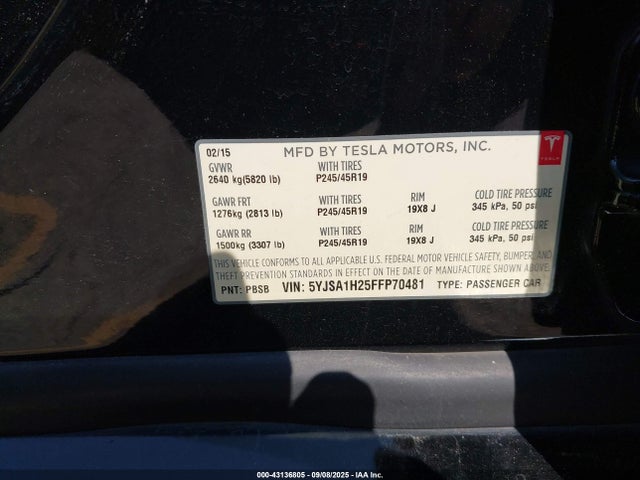 02/15 MFD BY TESLA MOTORS, INC.
TESLA
GVWR WITH TIRES
2640 kg(5820 lb) P245/45R19
GAWR FRT WITH TIRES RIM COLD TIRE PRESSURE
1276kg (2813 lb) P245/45R19 19X8 J 345 kPa, 50 psi
GAWR RR WITH TIRES RIM COLD TIRE PRESSURE
1500kg (3307 lb) P245/45R19 19X8 J 345 kPa, 50 psi
THIS VEHICLE CONFORMS TO ALL APPLICABLE U.S. FEDERAL MOTOR VEHICLE SAFETY, BUMPER, AND
THEFT PREVENTION STANDARDS IN EFFECT ON THE DATE OF MANUFACTURE SHOWN ABOVE.
PNT: PBSB VIN: 5YJSA1H25FFP70481 TYPE: PASSENGER CAR
000-43136805 - 09/08/2025 - IAA Inc.